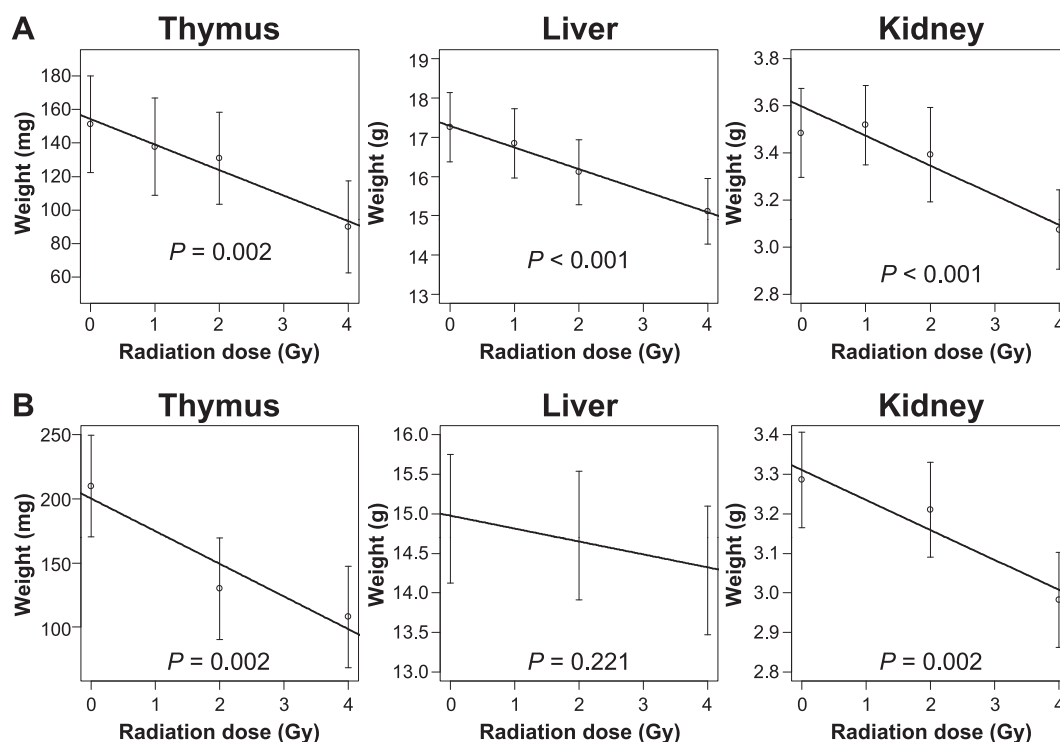 A
Thymus
Weight (mg)
180
160
140
120
100
80
60
P = 0.002
0 1 2 3 4
Radiation dose (Gy)
Liver
Weight (g)
19
18
17
16
15
14
13
P < 0.001
0 1 2 3 4
Radiation dose (Gy)
Kidney
Weight (g)
3.8
3.6
3.4
3.2
3.0
2.8
P < 0.001
0 1 2 3 4
Radiation dose (Gy)
B
Thymus
Weight (mg)
250
200
150
100
P = 0.002
0 1 2 3 4
Radiation dose (Gy)
Liver
Weight (g)
16.0
15.5
15.0
14.5
14.0
13.5
13.0
P = 0.221
0 1 2 3 4
Radiation dose (Gy)
Kidney
Weight (g)
3.4
3.3
3.2
3.1
3.0
2.9
2.8
P = 0.002
0 1 2 3 4
Radiation dose (Gy)